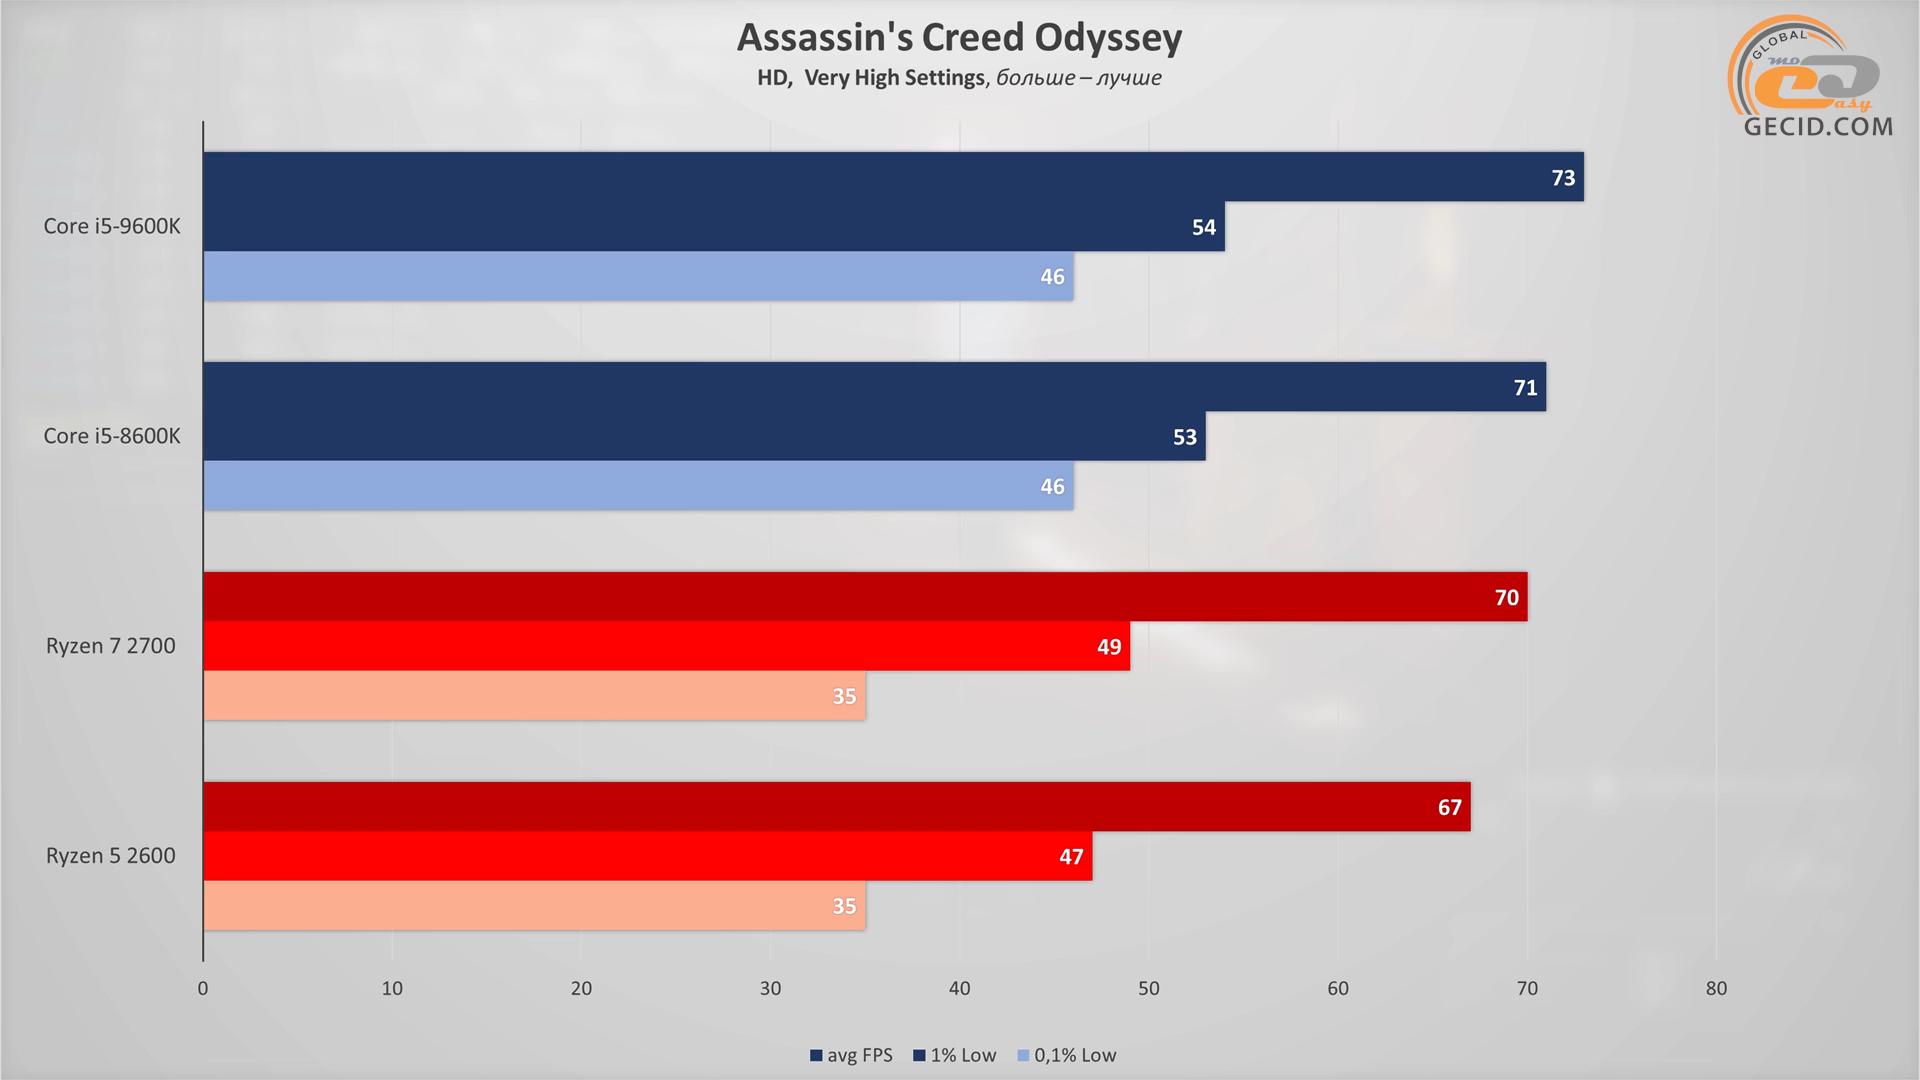 Assassin's Creed Odyssey
HD, Very High Settings, больше – лучше
GLOBAL
MO
asy
GECID.COM
Core i5-9600K
73
54
46
Core i5-8600K
71
53
46
Ryzen 7 2700
70
49
35
Ryzen 5 2600
67
47
35
0 10 20 30 40 50 60 70 80
avg FPS 1% Low 0,1% Low